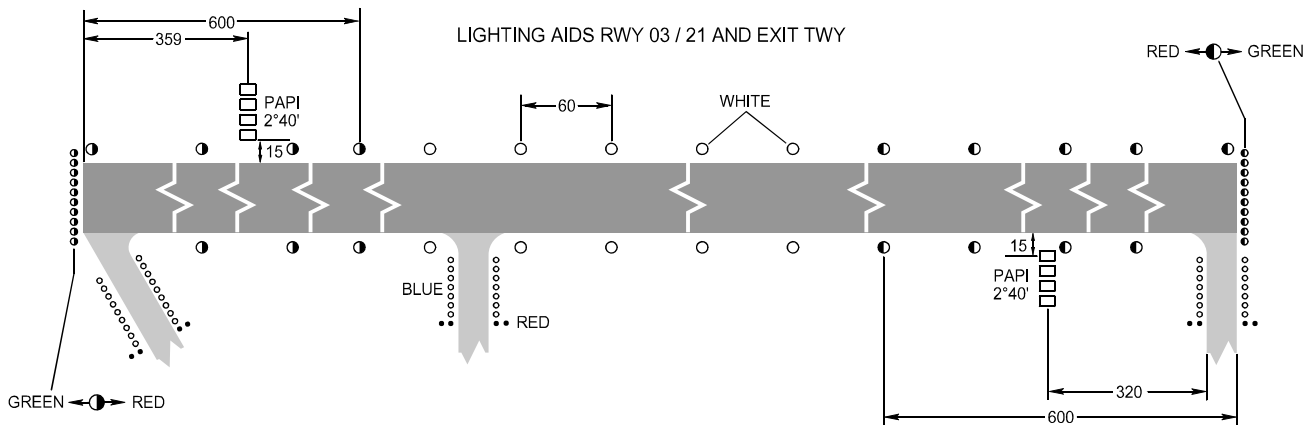 600
LIGHTING AIDS RWY 03 / 21 AND EXIT TWY
359
RED GREEN
PAPI
2°40'
60
WHITE
15
15
BLUE
PAPI
2°40'
RED
320
GREEN RED
600